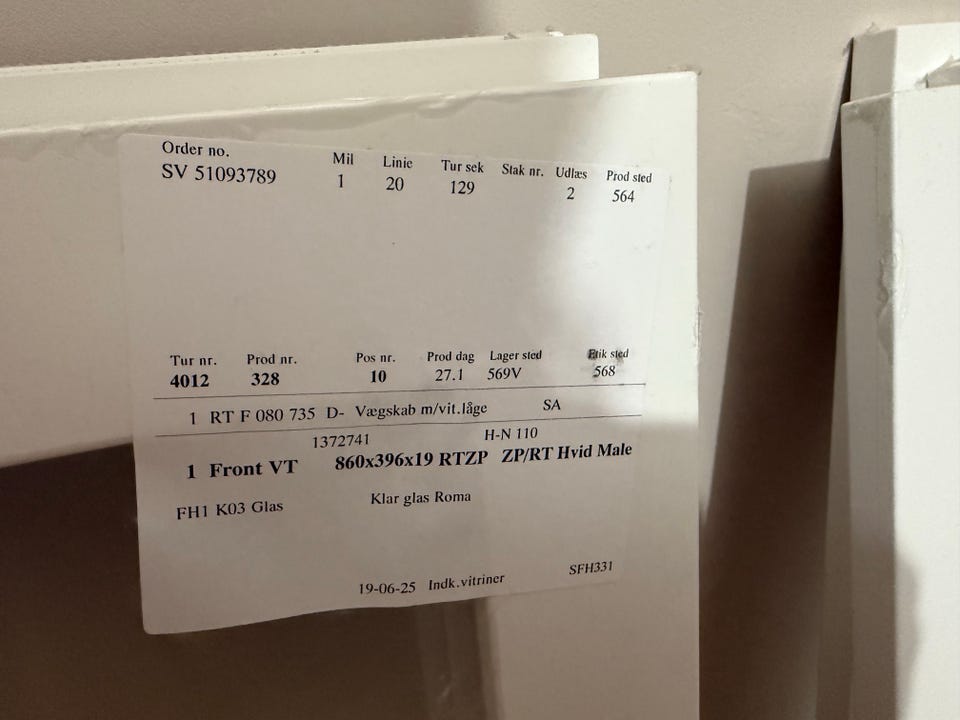 Order no. Mil Linie Tur sek Stak nr. Udlæs Prod sted
SV 51093789 1 20 129 2 564
Tur nr. Prod nr. Pos nr. Prod dag Lager sted Etik sted
4012 328 10 27.1 569V 568
1 RT F 080 735 D- Vægskab m/vit.låge SA
1372741 H-N 110
1 Front VT 860x396x19 RTZP ZP/RT Hvid Male
FH1 K03 Glas Klar glas Roma
19-06-25 Indk.vitriner SFH331